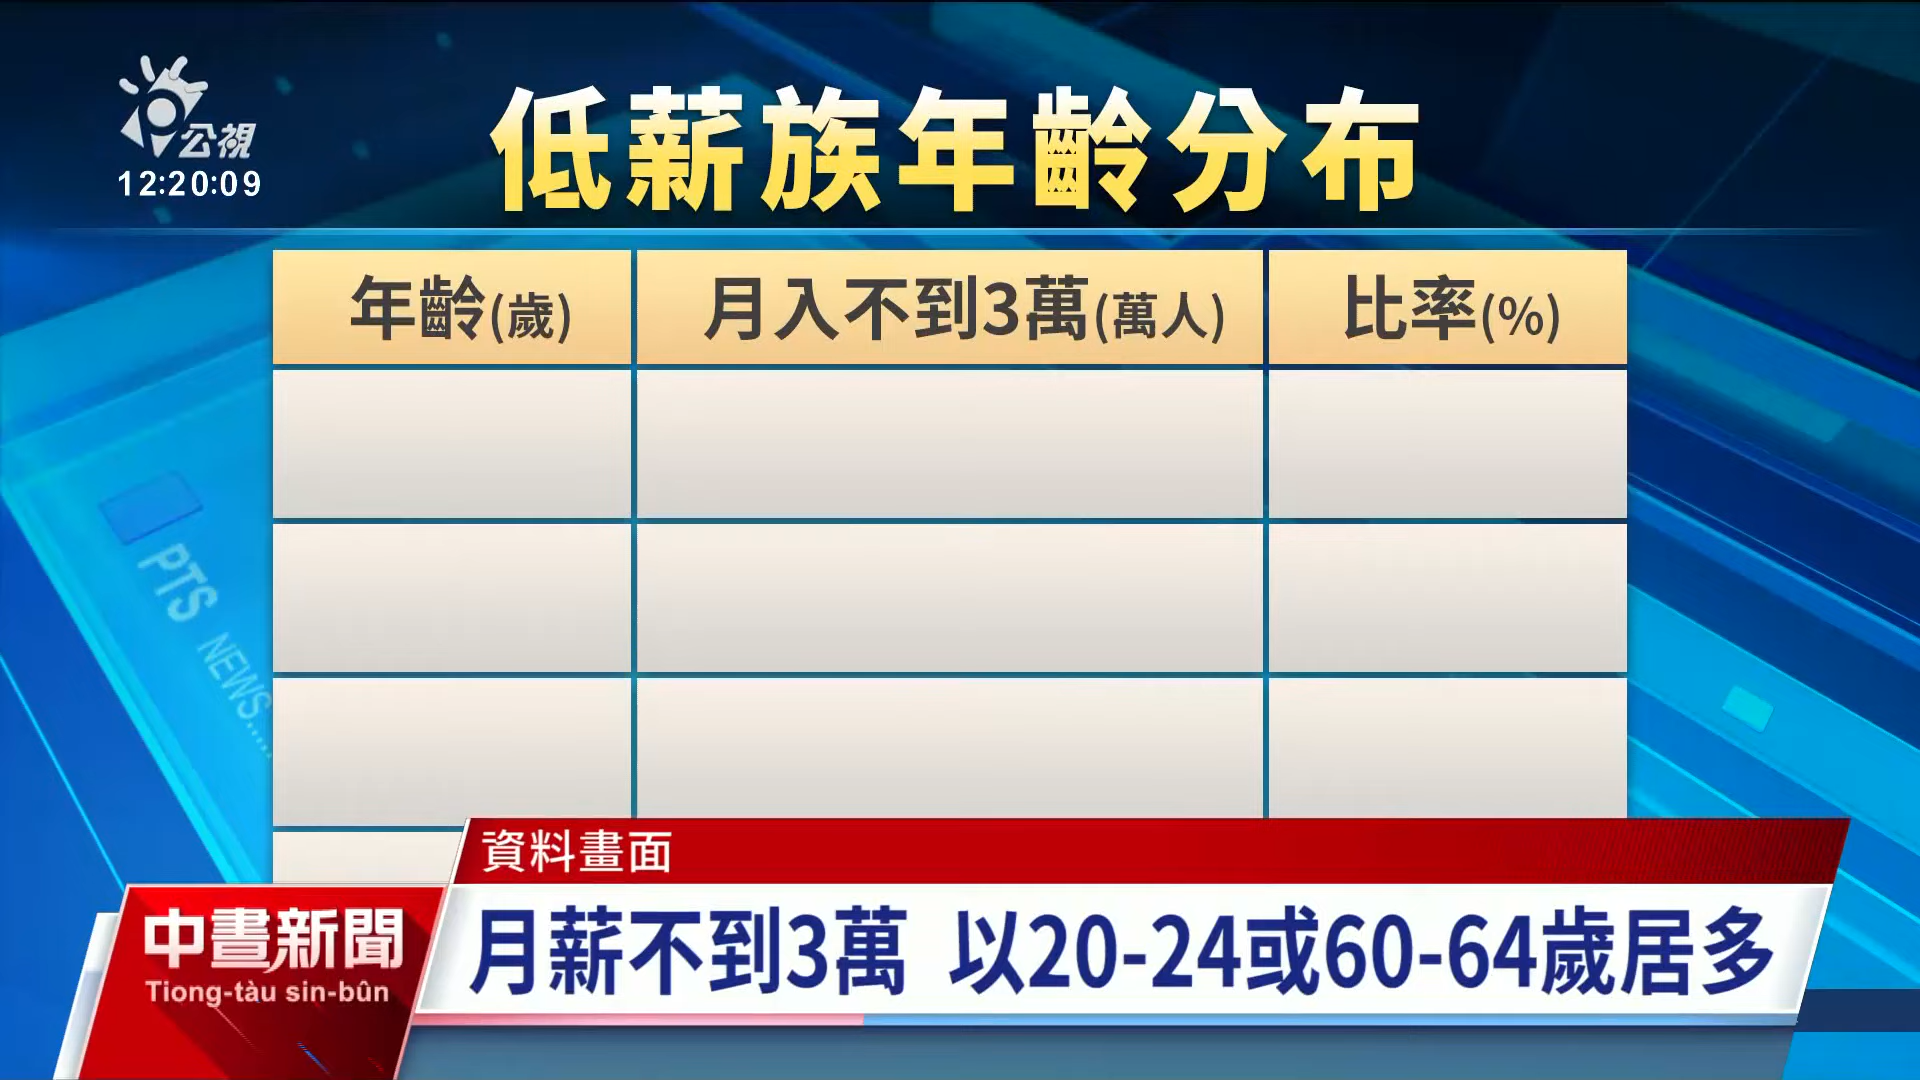 公視
12:20:09
低薪族年齡分布
年齡(歲) 月入不到3萬(萬人) 比率(%)
PTS
NEWS....
資料畫面
中晝新聞
Tiong-tàu sin-bûn
月薪不到3萬 以20-24或60-64歲居多